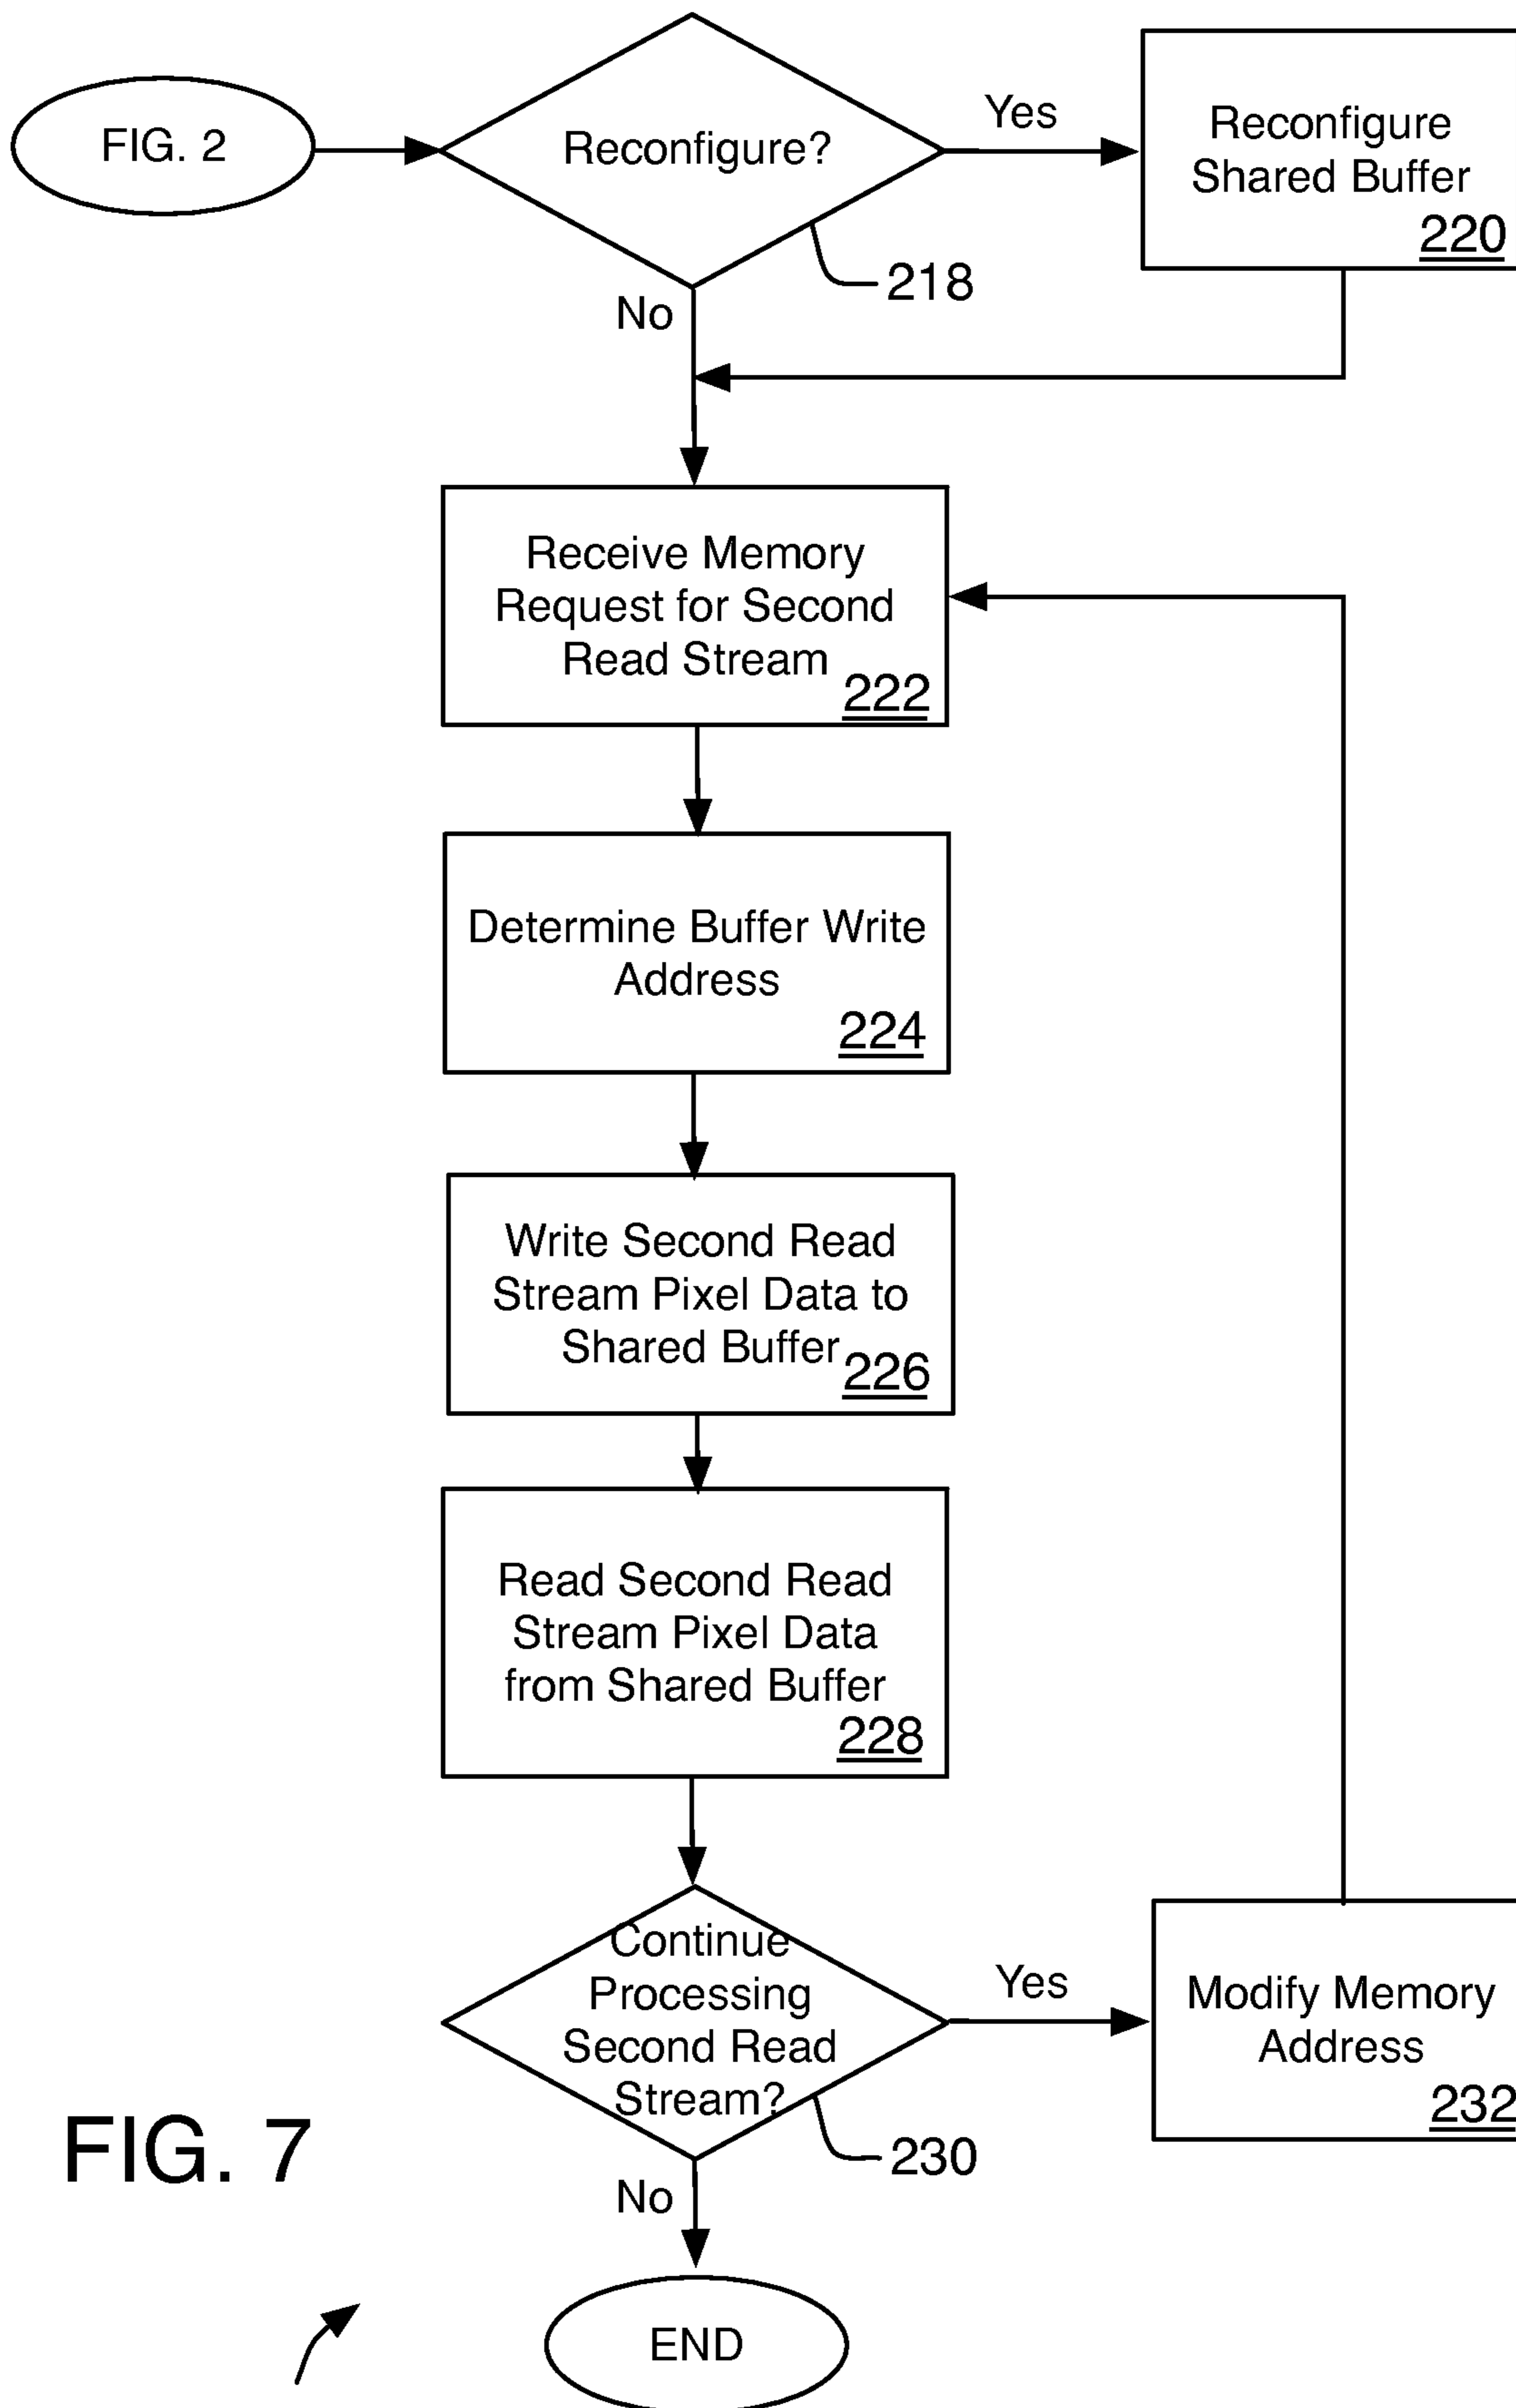 FIG. 2
Reconfigure?
Yes
Reconfigure
Shared Buffer
220
218
No
Receive Memory
Request for Second
Read Stream
222
Determine Buffer Write
Address
224
Write Second Read
Stream Pixel Data to
Shared Buffer
226
Read Second Read
Stream Pixel Data
from Shared Buffer
228
Continue
Processing
Second Read
Stream?
Yes
Modify Memory
Address
232
230
No
FIG. 7
END